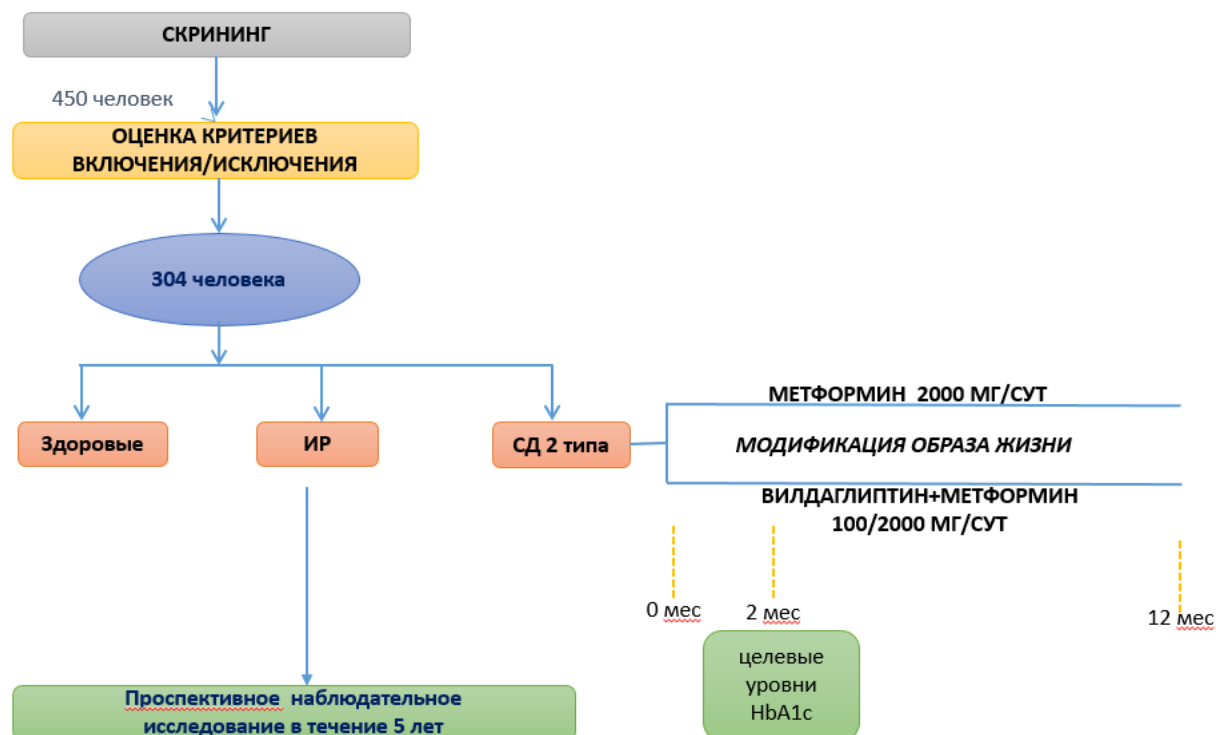 СКРИНИНГ
450 человек
ОЦЕНКА КРИТЕРИЕВ
ВКЛЮЧЕНИЯ/ИСКЛЮЧЕНИЯ
304 человека
Здоровые
ИР
СД 2 типа
МЕТФОРМИН 2000 МГ/СУТ
МОДИФИКАЦИЯ ОБРАЗА ЖИЗНИ
ВИЛДАГЛИПТИН+МЕТФОРМИН
100/2000 МГ/СУТ
0 мес
2 мес
12 мес
целевые
уровни
HbA1c
Проспективное наблюдательное
исследование в течение 5 лет